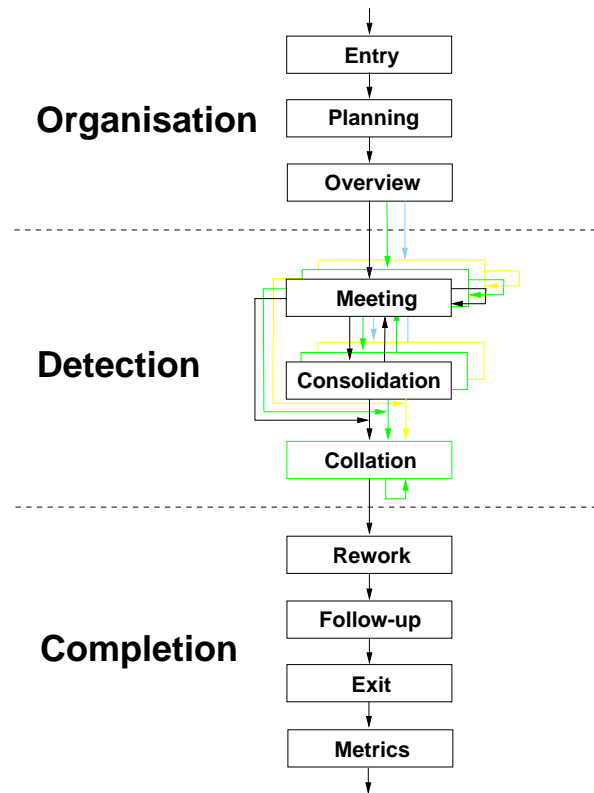 Entry
Organisation
Planning
Overview
Meeting
Detection
Consolidation
Collation
Rework
Follow-up
Completion
Exit
Metrics